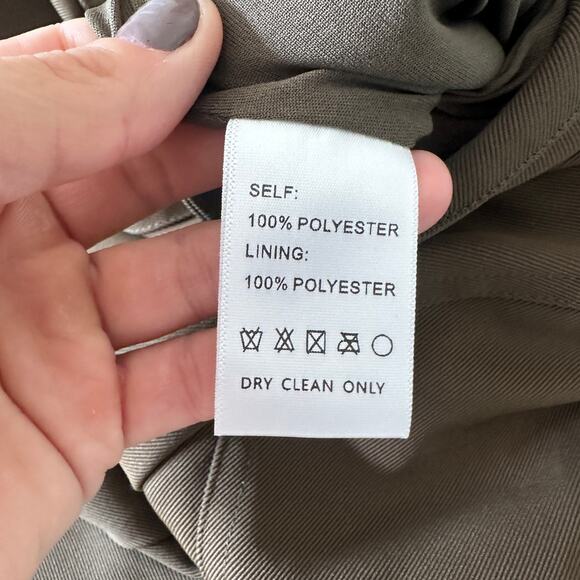 SELF:
100% POLYESTER
LINING:
100% POLYESTER
DRY CLEAN ONLY